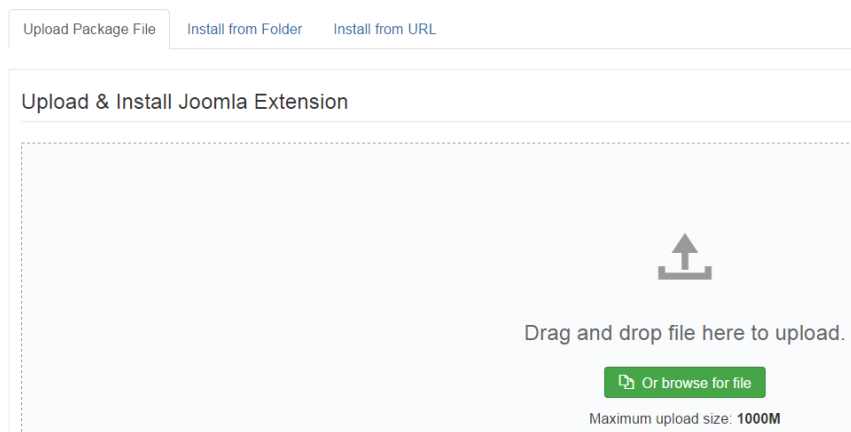 Upload Package File Install from Folder Install from URL
Upload & Install Joomla Extension
Drag and drop file here to upload.
Or browse for file
Maximum upload size: 1000M